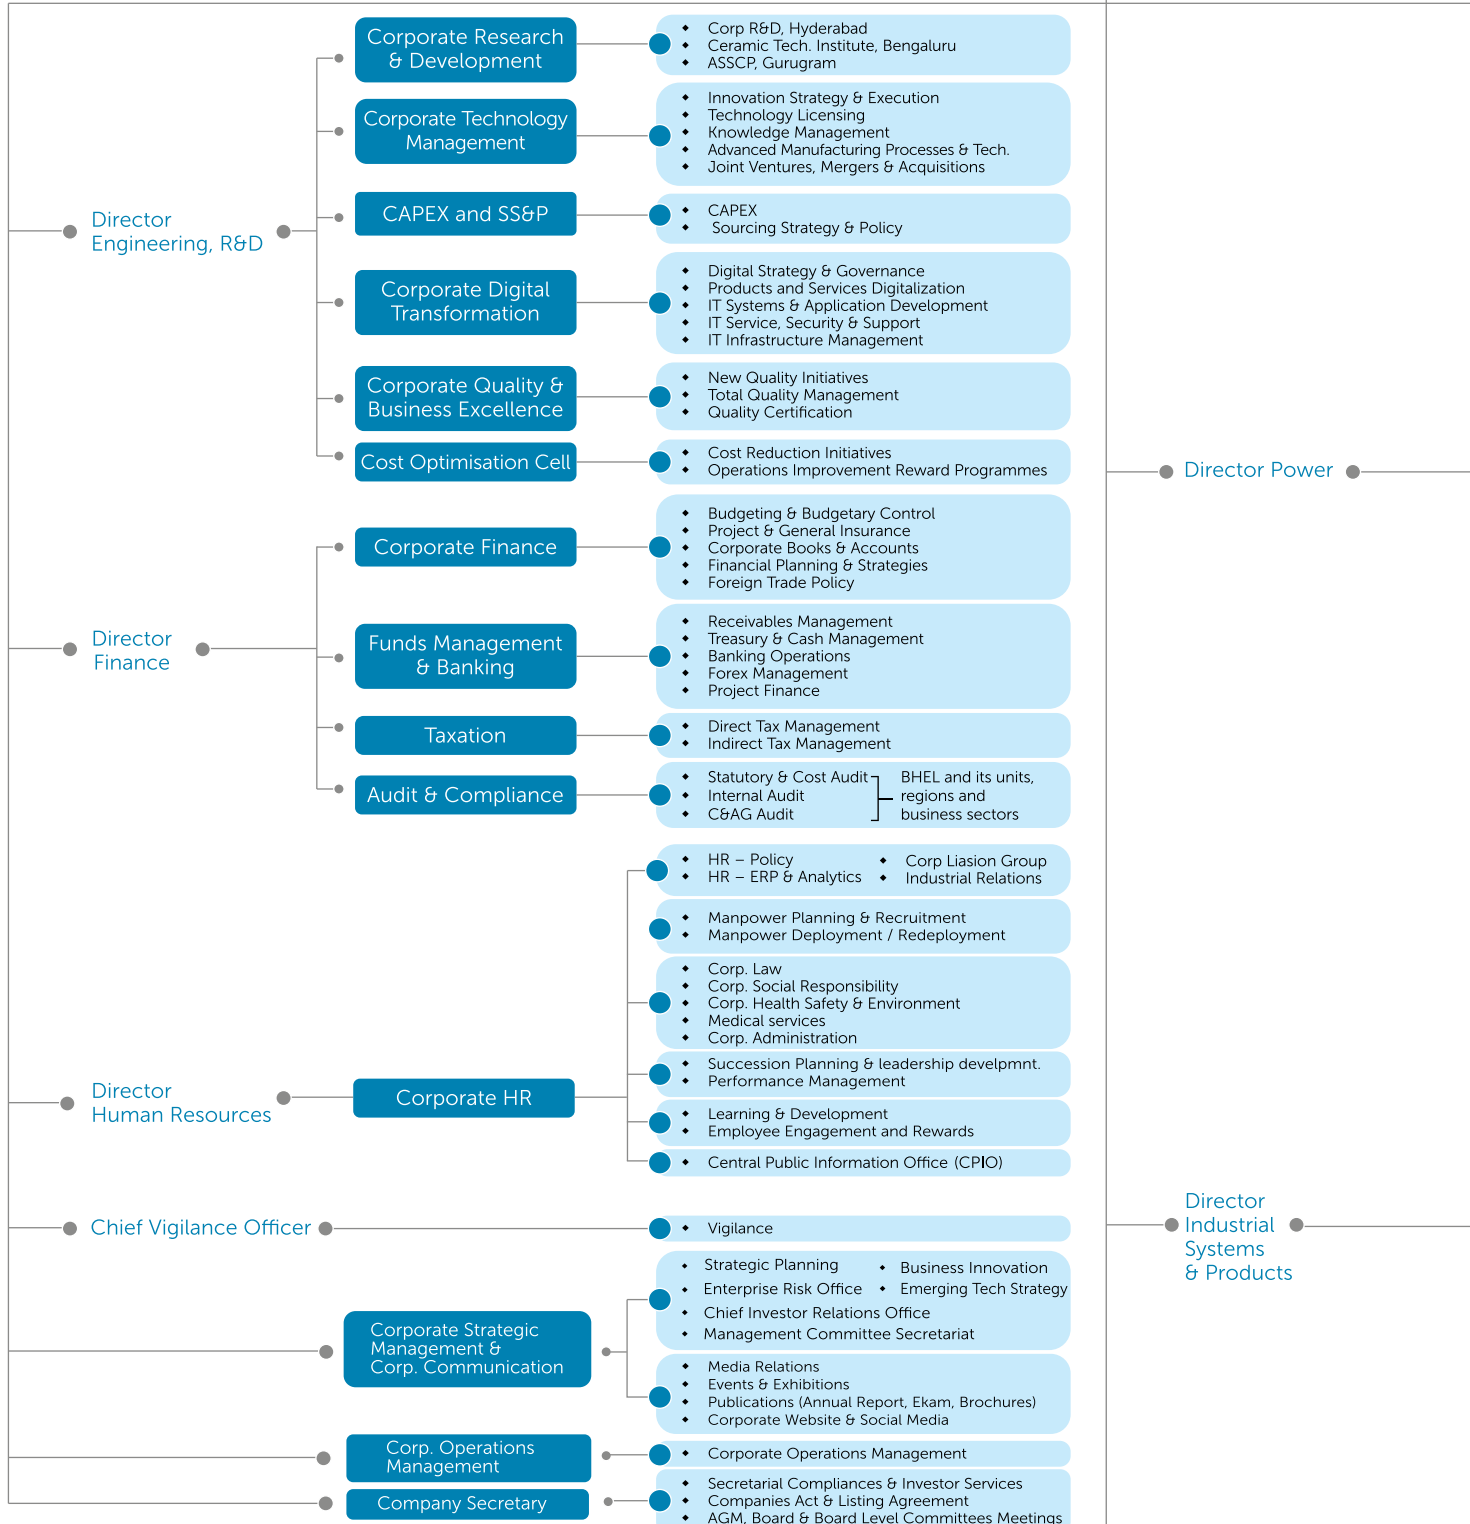 Director
Engineering, R&D
Corporate Research
& Development
Corp R&D, Hyderabad
Ceramic Tech. Institute, Bengaluru
ASSCP, Gurugram
Corporate Technology
Management
Innovation Strategy & Execution
Technology Licensing
Knowledge Management
Advanced Manufacturing Processes & Tech.
Joint Ventures, Mergers & Acquisitions
CAPEX and SS&P
CAPEX
Sourcing Strategy & Policy
Corporate Digital
Transformation
Digital Strategy & Governance
Products and Services Digitalization
IT Systems & Application Development
IT Service, Security & Support
IT Infrastructure Management
Corporate Quality &
Business Excellence
New Quality Initiatives
Total Quality Management
Quality Certification
Cost Optimisation Cell
Cost Reduction Initiatives
Operations Improvement Reward Programmes
Director
Finance
Corporate Finance
Budgeting & Budgetary Control
Project & General Insurance
Corporate Books & Accounts
Financial Planning & Strategies
Foreign Trade Policy
Funds Management
& Banking
Receivables Management
Treasury & Cash Management
Banking Operations
Forex Management
Project Finance
Taxation
Direct Tax Management
Indirect Tax Management
Audit & Compliance
Statutory & Cost Audit
Internal Audit
C&AG Audit
BHEL and its units,
regions and
business sectors
Director
Human Resources
Corporate HR
HR – Policy
HR – ERP & Analytics
Corp Liasion Group
Industrial Relations
Manpower Planning & Recruitment
Manpower Deployment / Redeployment
Corp. Law
Corp. Social Responsibility
Corp. Health Safety & Environment
Medical services
Corp. Administration
Succession Planning & leadership develpmnt.
Performance Management
Learning & Development
Employee Engagement and Rewards
Central Public Information Office (CPIO)
Chief Vigilance Officer
Vigilance
Corporate Strategic
Management &
Corp. Communication
Strategic Planning
Enterprise Risk Office
Chief Investor Relations Office
Management Committee Secretariat
Business Innovation
Emerging Tech Strategy
Media Relations
Events & Exhibitions
Publications (Annual Report, Ekam, Brochures)
Corporate Website & Social Media
Corp. Operations
Management
Corporate Operations Management
Company Secretary
Secretarial Compliances & Investor Services
Companies Act & Listing Agreement
AGM, Board & Board Level Committees Meetings
Director Power
Director
Industrial
Systems
& Products